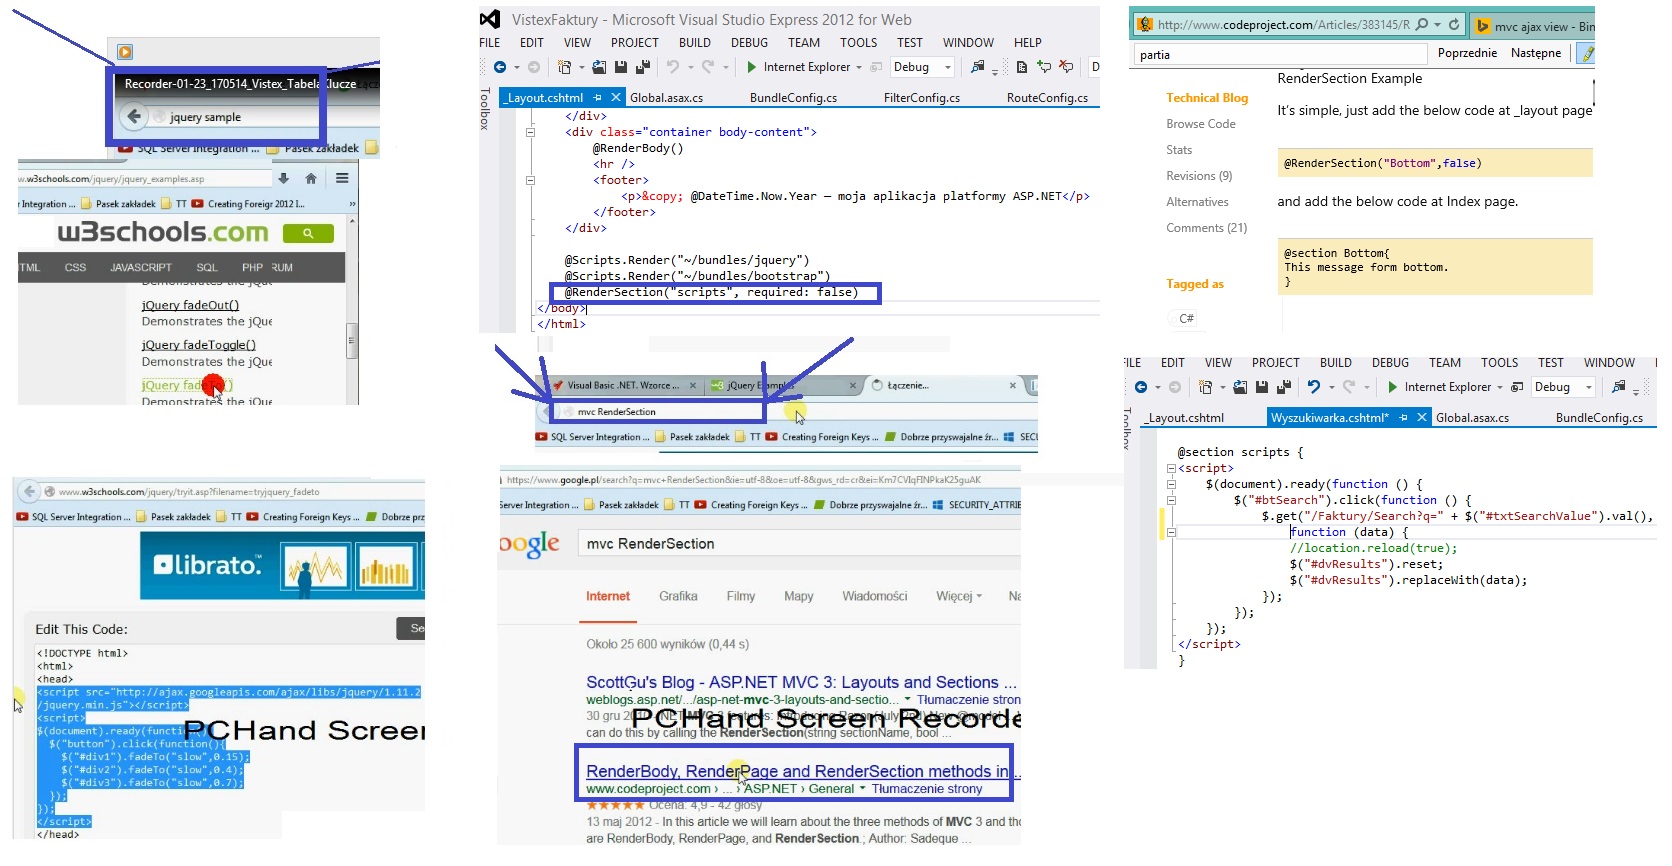 Recorder-01-23_170514_Vistex_TabelaKlucze
jquery sample
SQL Server Integration ... Pasek zakładek
w.w3schools.com/jquery/jquery_examples.asp
Integration ... Pasek zakładek TT Creating Foreigr 2012 I... »
w3schools.com
TML CSS JAVASCRIPT SQL PHP RUM
Demonstrates the jQue
jQuery fadeOut()
Demonstrates the jQue
jQuery fadeToggle()
Demonstrates the jQue
jQuery fadeTo()
Demonstrates the jQue
www.w3schools.com/jquery/tryit.asp?filename=tryjquery_fadeto
SQL Server Integration ... Pasek zakładek TT Creating Foreign Keys ... Dobrze prz
librato.
Edit This Code:
Se
<!DOCTYPE html>
<html>
<head>
<script src="http://ajax.googleapis.com/ajax/libs/jquery/1.11.2
/jquery.min.js"></script>
<script>
$(document).ready(function
PCHand Screen
$("button").click(function(){
$("#div1").fadeTo("slow",0.15);
$("#div2").fadeTo("slow",0.4);
$("#div3").fadeTo("slow",0.7);
});
});
</script>
</head>
VistexFaktury - Microsoft Visual Studio Express 2012 for Web
FILE EDIT VIEW PROJECT BUILD DEBUG TEAM TOOLS TEST WINDOW HELP
Internet Explorer Debug D
Toolbox
_Layout.cshtml Global.asax.cs BundleConfig.cs FilterConfig.cs RouteConfig.cs
</div>
<div class="container body-content">
@RenderBody()
<hr />
<footer>
<p>&copy; @DateTime.Now.Year – moja aplikacja platformy ASP.NET</p>
</footer>
</div>
@Scripts.Render("~/bundles/jquery")
@Scripts.Render("~/bundles/bootstrap")
@RenderSection("scripts", required: false)
</body>
</html>
Visual Basic .NET. Wzorce ... jQuery Examples Łączenie...
mvc RenderSection
SQL Server Integration ... Pasek zakładek TT Creating Foreign Keys ... Dobrze przyswajalne źr... SEC
https://www.google.pl/search?q=mvc+RenderSection&ie=utf-8&oe=utf-8&gws_rd=cr&ei=Km7CVIqFINPkaK25guAK
SQL Server Integration ... Pasek zakładek TT Creating Foreign Keys ... Dobrze przyswajalne źr... SECURITY_ATTRIE
oogle mvc RenderSection
Internet Grafika Filmy Mapy Wiadomości Więcej Na
Około 25 600 wyników (0,44 s)
ScottGu's Blog - ASP.NET MVC 3: Layouts and Sections ...
weblogs.asp.net/.../asp-net-mvc-3-layouts-and-sectio... Tłumaczenie stron
PCHand Screen Recorde
can do this by calling the RenderSection(string sectionName, bool ...
RenderBody, RenderPage and RenderSection methods in ...
www.codeproject.com › ... › ASP.NET › General Tłumaczenie strony
Ocena: 4,9 - 42 głosy
13 maj 2012 - In this article we will learn about the three methods of MVC 3 and tho
are RenderBody, RenderPage, and RenderSection.; Author: Sadeque ...
http://www.codeproject.com/Articles/383145/R mvc ajax view - Bin
partia Poprzednie Następne
RenderSection Example
Technical Blog
Browse Code
Stats
Revisions (9)
Alternatives
Comments (21)
Tagged as
C#
It's simple, just add the below code at _layout page
@RenderSection("Bottom",false)
and add the below code at Index page.
@section Bottom{
This message form bottom.
}
ILE EDIT VIEW PROJECT BUILD DEBUG TEAM TOOLS TEST WINDOW
Internet Explorer Debug
Toolbox
_Layout.cshtml Wyszukiwarka.cshtml* Global.asax.cs BundleConfig.cs
@section scripts {
<script>
$(document).ready(function () {
$("#btSearch").click(function () {
$.get("/Faktury/Search?q=" + $("#txtSearchValue").val(),
function (data) {
//location.reload(true);
$("#dvResults").reset;
$("#dvResults").replaceWith(data);
});
});
});
</script>
}